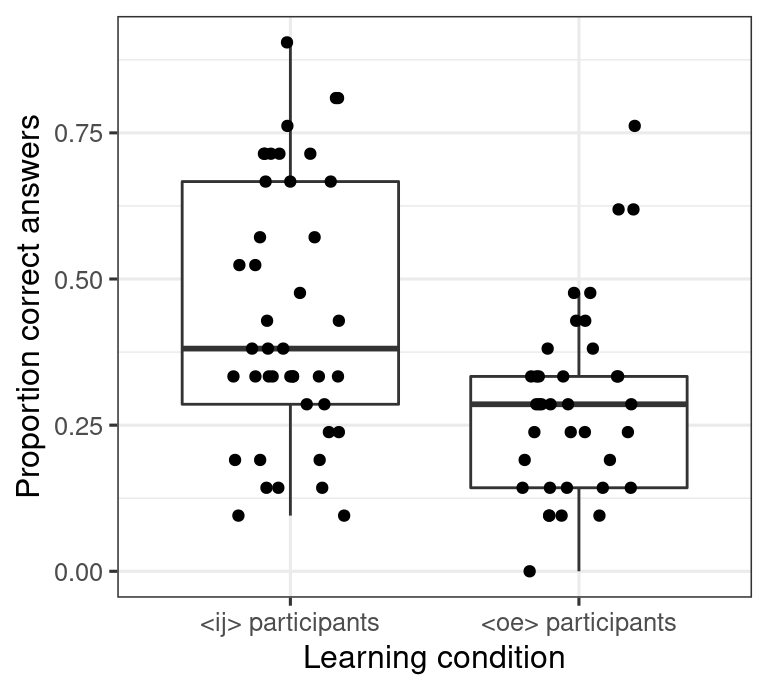 Proportion correct answers
0.75
0.50
0.25
0.00
<ij> participants
<oe> participants
Learning condition